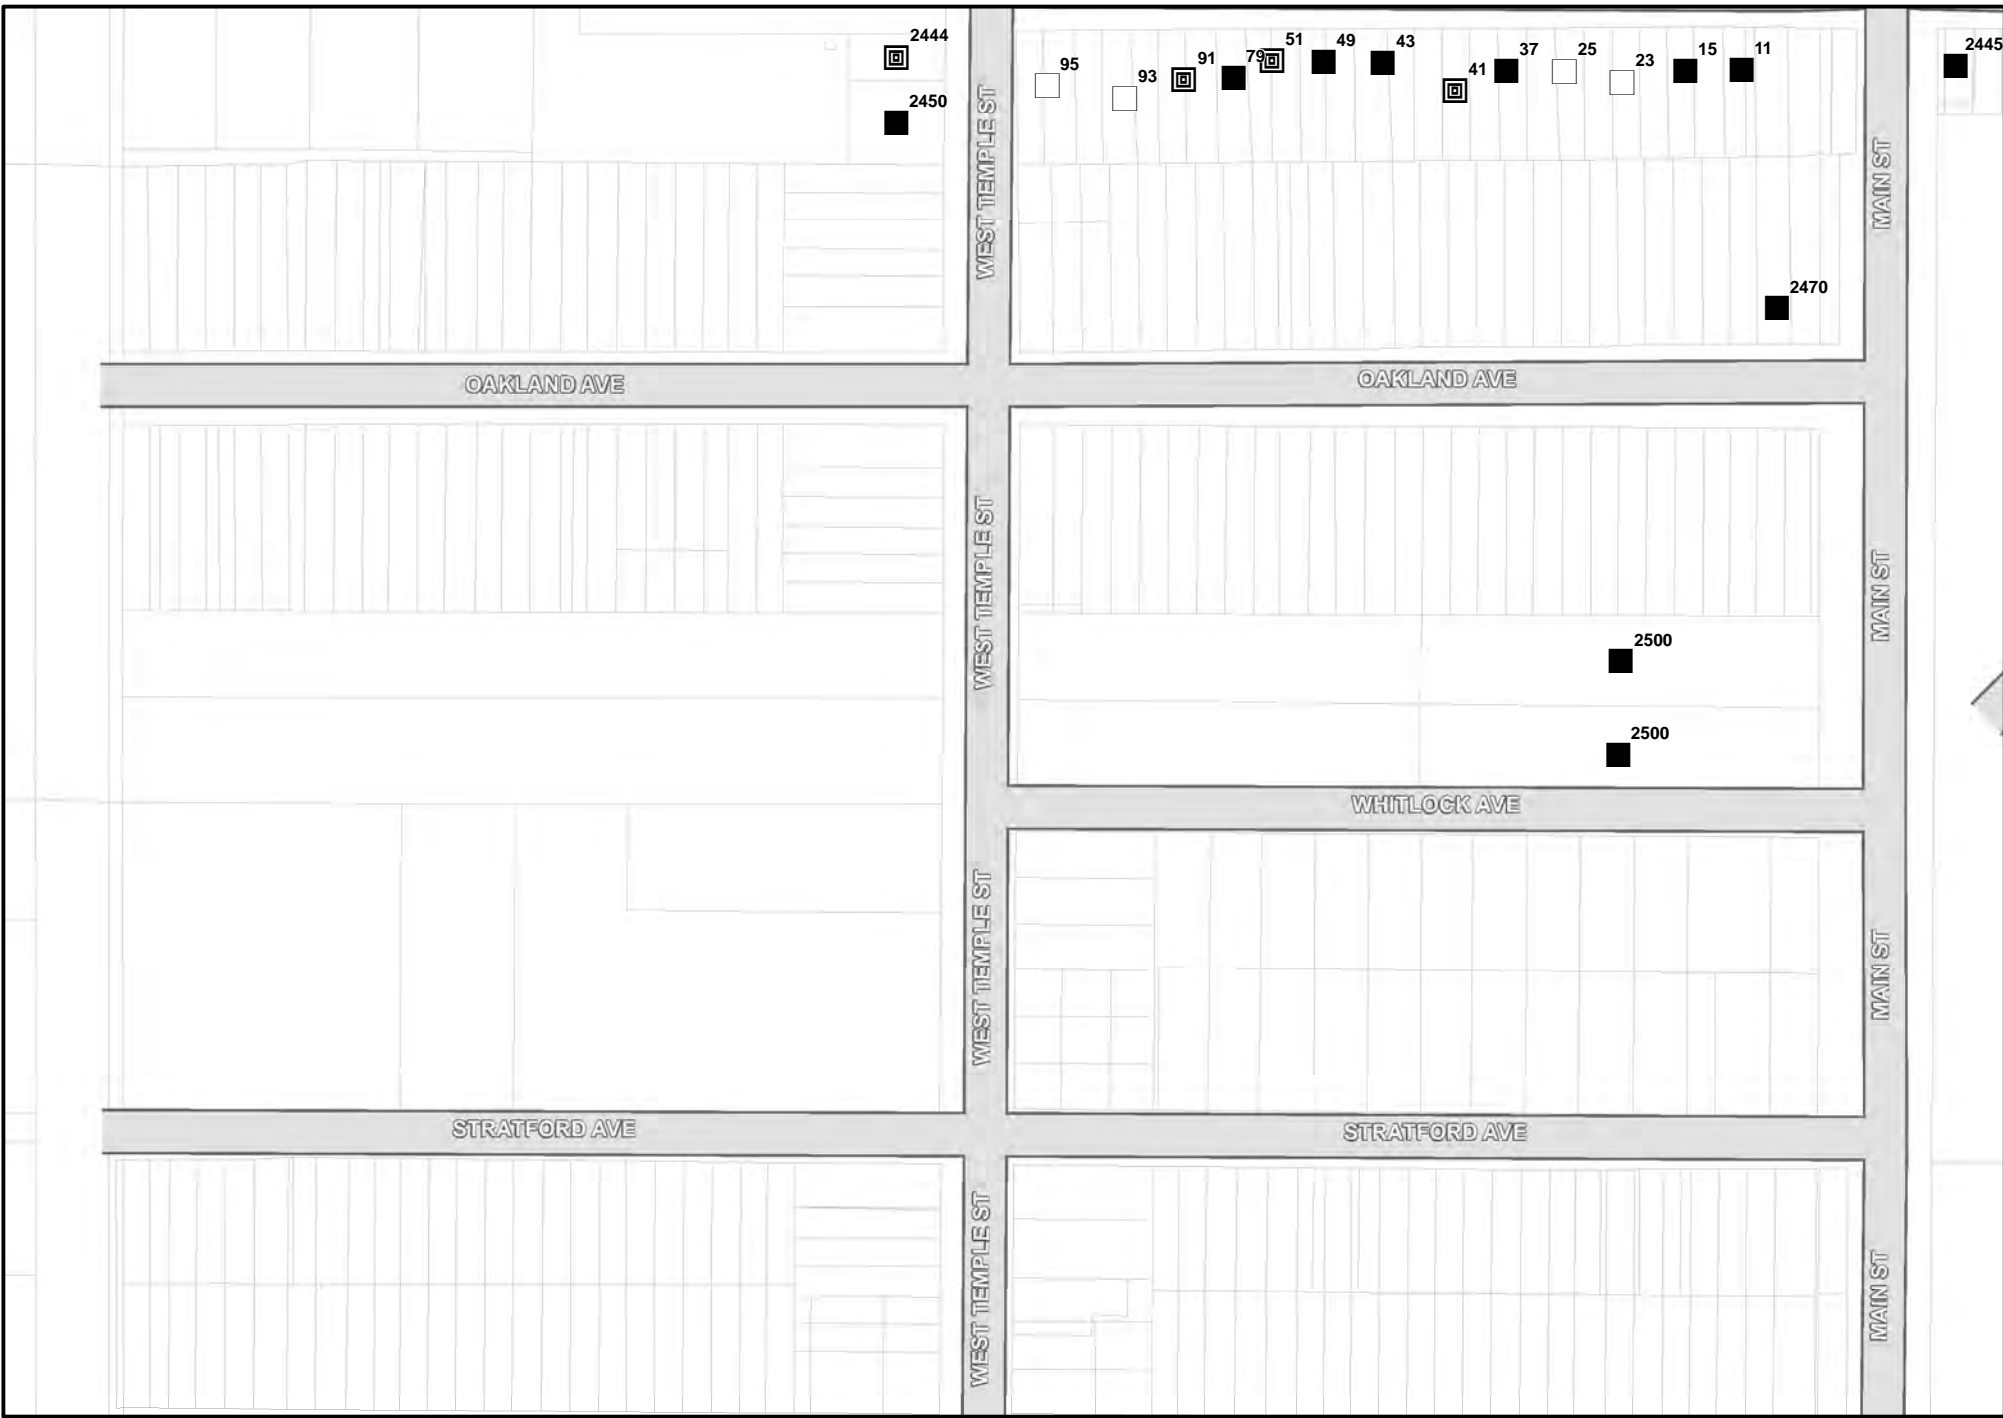 2444
2450
WEST TEMPLE ST
95
93
91
79
51
49
43
41
37
25
23
15
11
MAIN ST
2445
2470
OAKLAND AVE
OAKLAND AVE
WEST TEMPLE ST
MAIN ST
2500
2500
WHITLOCK AVE
WEST TEMPLE ST
MAIN ST
STRATFORD AVE
STRATFORD AVE
WEST TEMPLE ST
MAIN ST